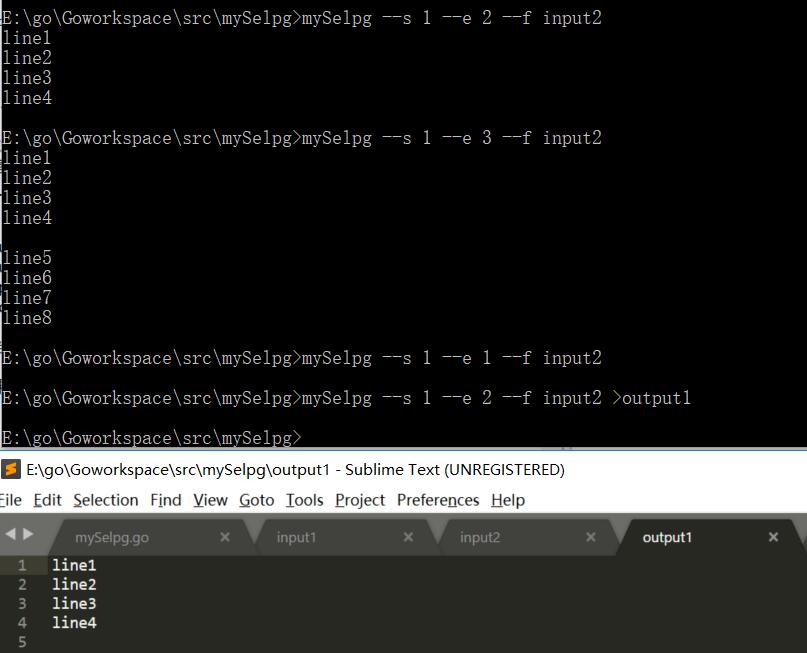 E:\go\Goworkspace\src\mySelpg>mySelpg --s 1 --e 2 --f input2
line1
line2
line3
line4
E:\go\Goworkspace\src\mySelpg>mySelpg --s 1 --e 3 --f input2
line1
line2
line3
line4
line5
line6
line7
line8
E:\go\Goworkspace\src\mySelpg>mySelpg --s 1 --e 1 --f input2
E:\go\Goworkspace\src\mySelpg>mySelpg --s 1 --e 2 --f input2 >output1
E:\go\Goworkspace\src\mySelpg>
E:\go\Goworkspace\src\mySelpg\output1 - Sublime Text (UNREGISTERED)
File Edit Selection Find View Goto Tools Project Preferences Help
mySelpg.go × input1 × input2 × output1 ×
1 line1
2 line2
3 line3
4 line4
5